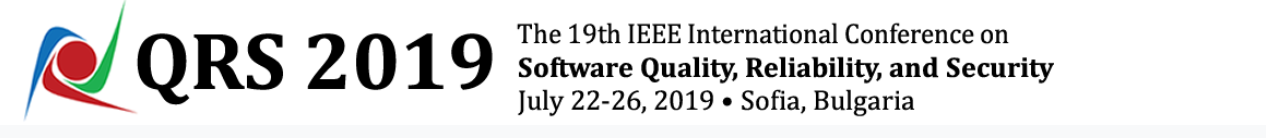 QRS 2019
The 19th IEEE International Conference on
Software Quality, Reliability, and Security
July 22-26, 2019 • Sofia, Bulgaria